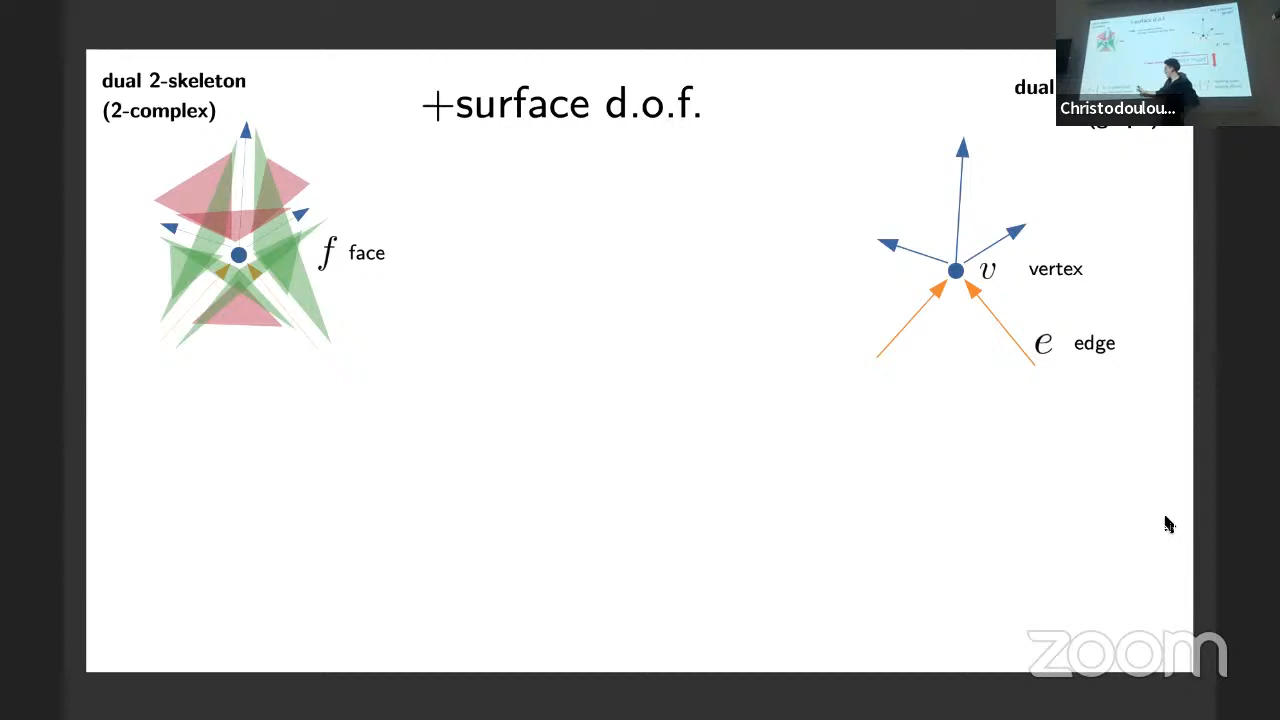 dual 2-skeleton
(2-complex)
+surface d.o.f.
dual
Christodoulou...
f face
v vertex
e edge
zoom